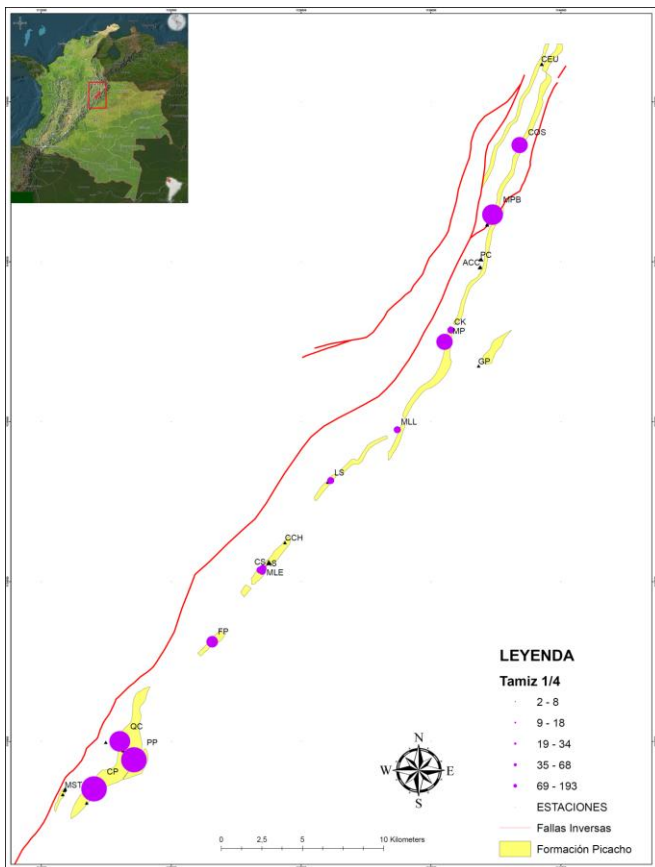 CEU
COS
MPB
PC
ACC
CK
MP
GP
MLL
LS
CCH
CS
S
MLE
FP
QC
PP
CP
MST
LEYENDA
Tamiz 1/4
2 - 8
9 - 18
19 - 34
35 - 68
69 - 193
ESTACIONES
Fallas Inversas
Formación Picacho
N
W
E
S
0 2,5 5 10 Kilometers